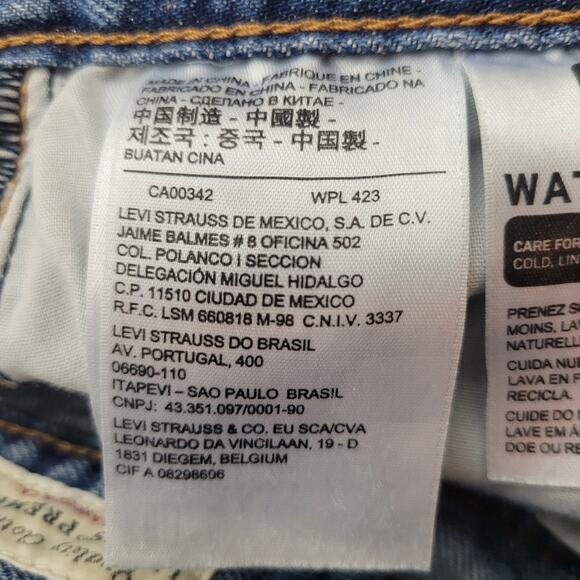 MADE IN CHINA - FABRIQUE EN CHINE -
FABRICADO EN CHINA - FABRICADO NA
CHINA - СДЕЛАНО В КИТАЕ -
中国制造 - 中國製 -
제조국 : 중국 - 中国製 -
BUATAN CINA
CA00342 WPL 423
LEVI STRAUSS DE MEXICO, S.A. DE C.V.
JAIME BALMES # 8 OFICINA 502
COL. POLANCO I SECCION
DELEGACIÓN MIGUEL HIDALGO
C.P. 11510 CIUDAD DE MEXICO
R.F.C. LSM 660818 M-98 C.N.I.V. 3337
LEVI STRAUSS DO BRASIL
AV. PORTUGAL, 400
06690-110
ITAPEVI – SAO PAULO BRASIL
CNPJ: 43.351.097/0001-90
LEVI STRAUSS & CO. EU SCA/CVA
LEONARDO DA VINCILAAN, 19 - D
1831 DIEGEM, BELGIUM
CIF A 08298606
WAT
CARE FOR
COLD, LIN
PRENEZ S
MOINS, LA
NATURELL
CUIDA NUE
LAVA EN F
RECICLA.
CUIDE DO
LAVE EM Á
DOE OU RE